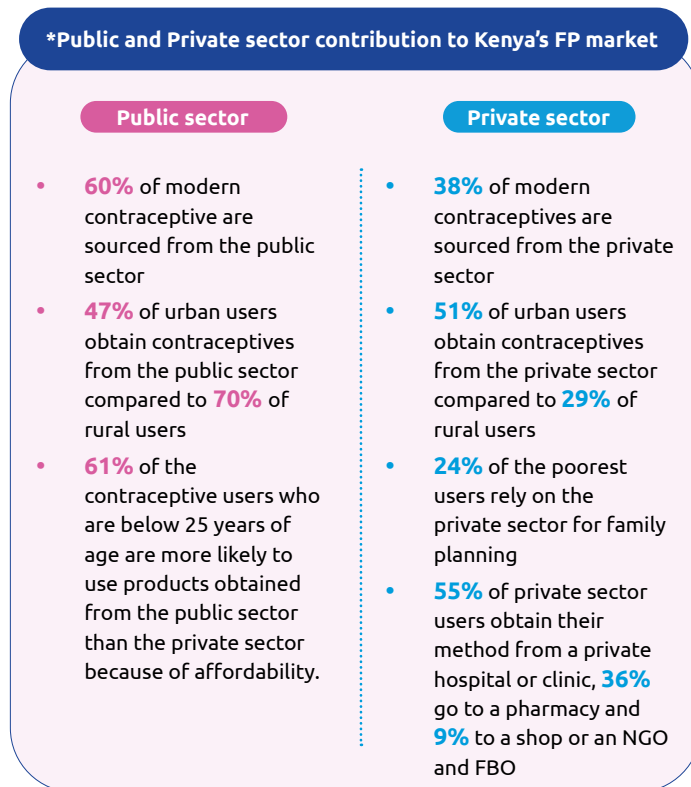 *Public and Private sector contribution to Kenya's FP market
Public sector
• 60% of modern
contraceptive are
sourced from the public
sector
• 47% of urban users
obtain contraceptives
from the public sector
compared to 70% of
rural users
• 61% of the
contraceptive users who
are below 25 years of
age are more likely to
use products obtained
from the public sector
than the private sector
because of affordability.
Private sector
• 38% of modern
contraceptives are
sourced from the private
sector
• 51% of urban users
obtain contraceptives
from the private sector
compared to 29% of
rural users
• 24% of the poorest
users rely on the
private sector for family
planning
• 55% of private sector
users obtain their
method from a private
hospital or clinic, 36%
go to a pharmacy and
9% to a shop or an NGO
and FBO